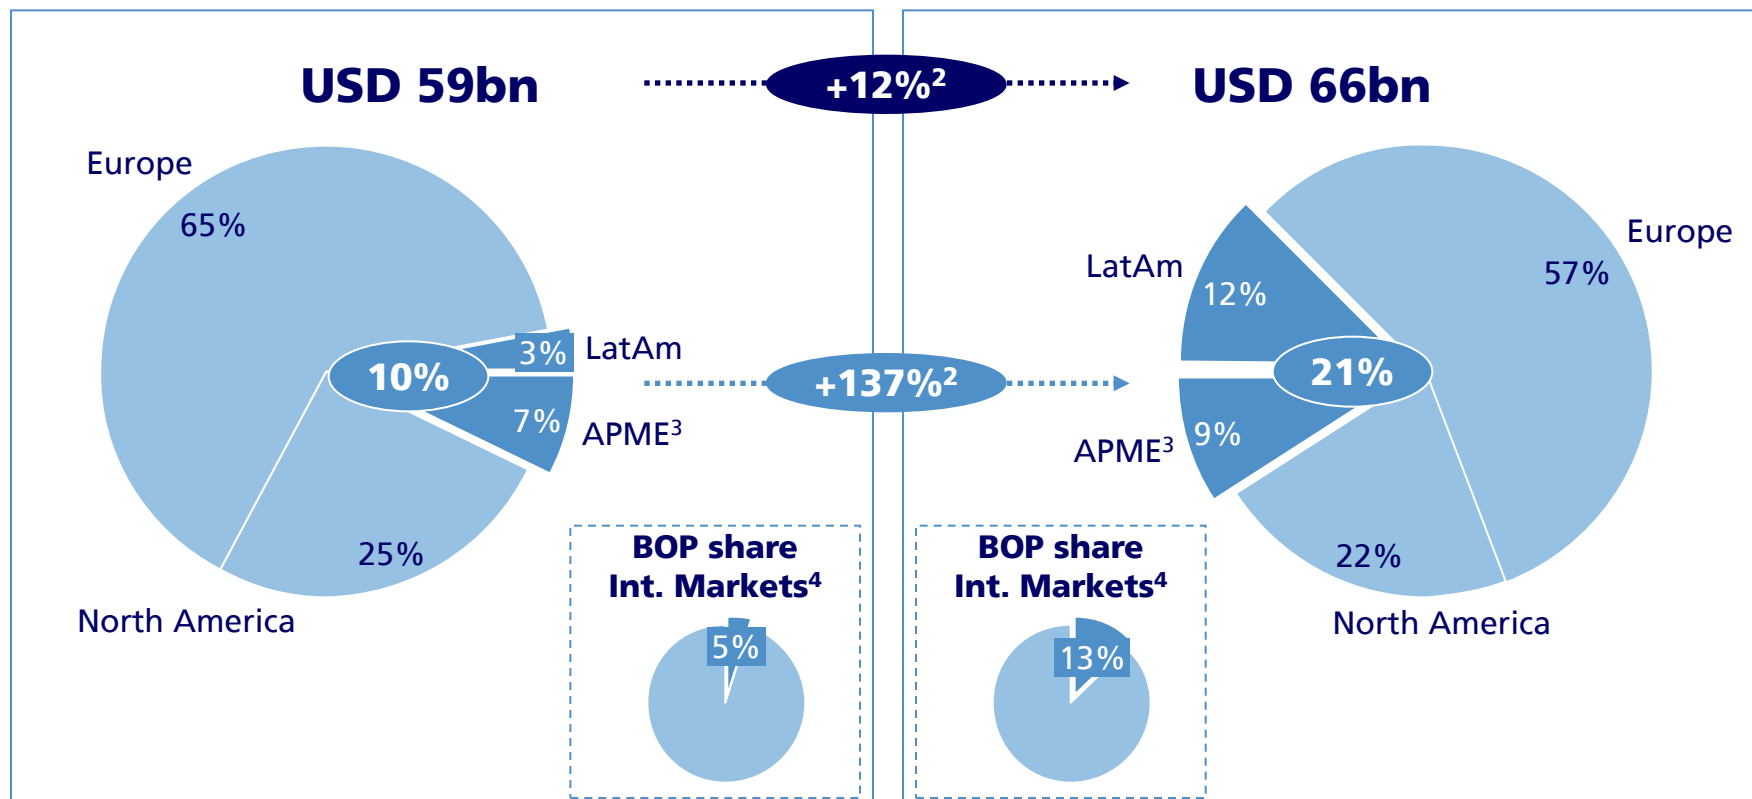 USD 59bn
+12%²
USD 66bn
Europe
65%
3%
LatAm
10%
7%
APME³
25%
North America
+137%²
LatAm
12%
Europe
57%
21%
9%
APME³
22%
North America
BOP share
Int. Markets⁴
5%
BOP share
Int. Markets⁴
13%